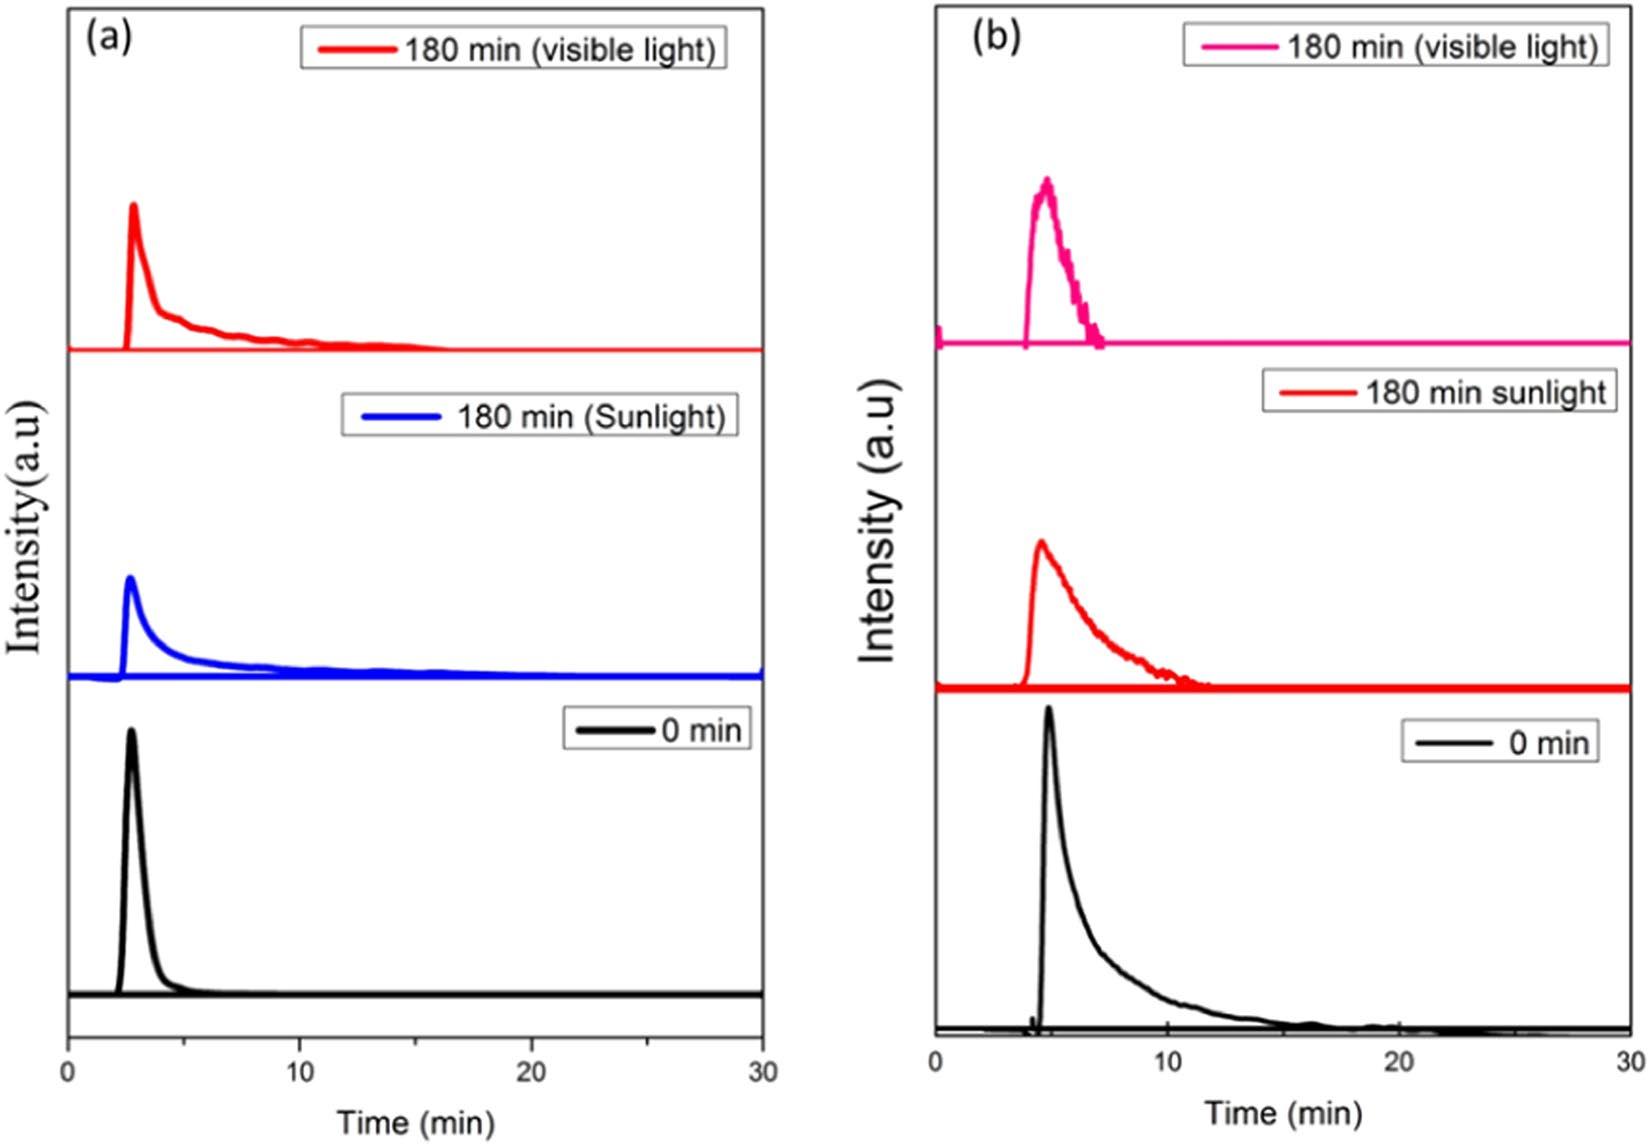 (a)
180 min (visible light)
180 min (Sunlight)
0 min
Intensity(a.u)
0 10 20 30
Time (min)
(b)
180 min (visible light)
180 min sunlight
0 min
Intensity (a.u)
0 10 20 30
Time (min)